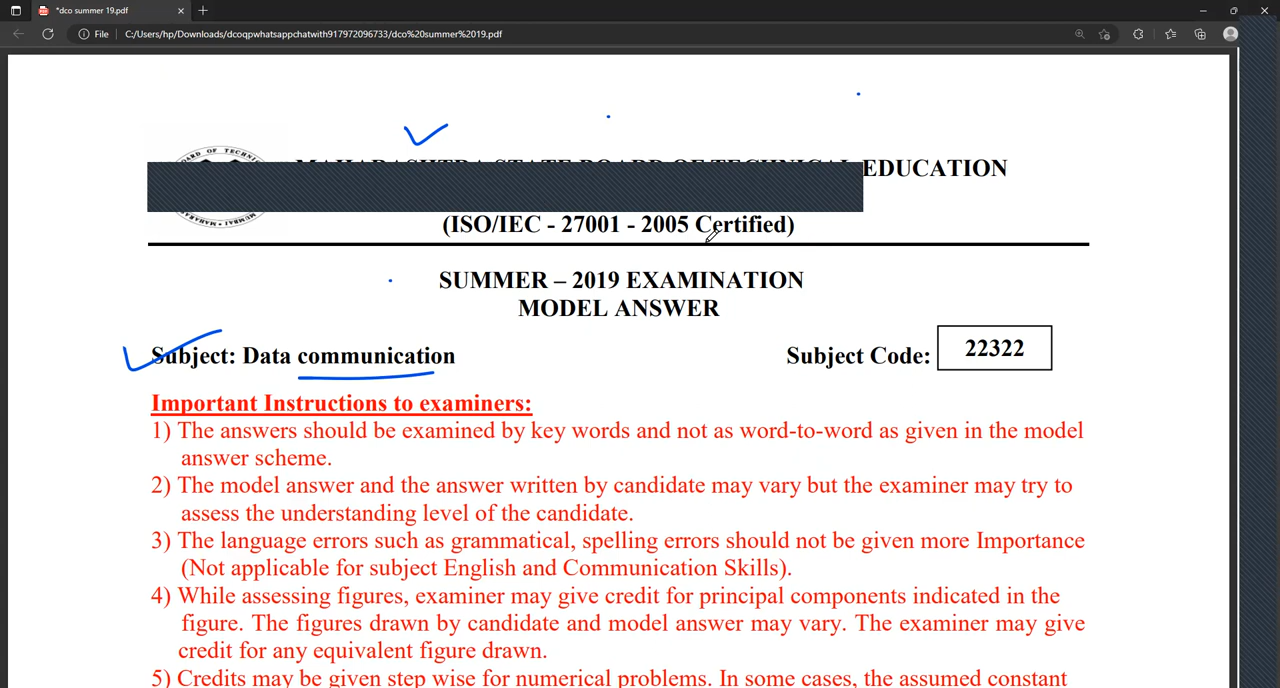 *dco summer 19.pdf
File C:/Users/hp/Downloads/dcoqpwhatsappchatwith917972096733/dco%20summer%2019.pdf
EDUCATION
(ISO/IEC - 27001 - 2005 Certified)
SUMMER – 2019 EXAMINATION
MODEL ANSWER
Subject: Data communication Subject Code: 22322
Important Instructions to examiners:
1) The answers should be examined by key words and not as word-to-word as given in the model
answer scheme.
2) The model answer and the answer written by candidate may vary but the examiner may try to
assess the understanding level of the candidate.
3) The language errors such as grammatical, spelling errors should not be given more Importance
(Not applicable for subject English and Communication Skills).
4) While assessing figures, examiner may give credit for principal components indicated in the
figure. The figures drawn by candidate and model answer may vary. The examiner may give
credit for any equivalent figure drawn.
5) Credits may be given step wise for numerical problems. In some cases, the assumed constant